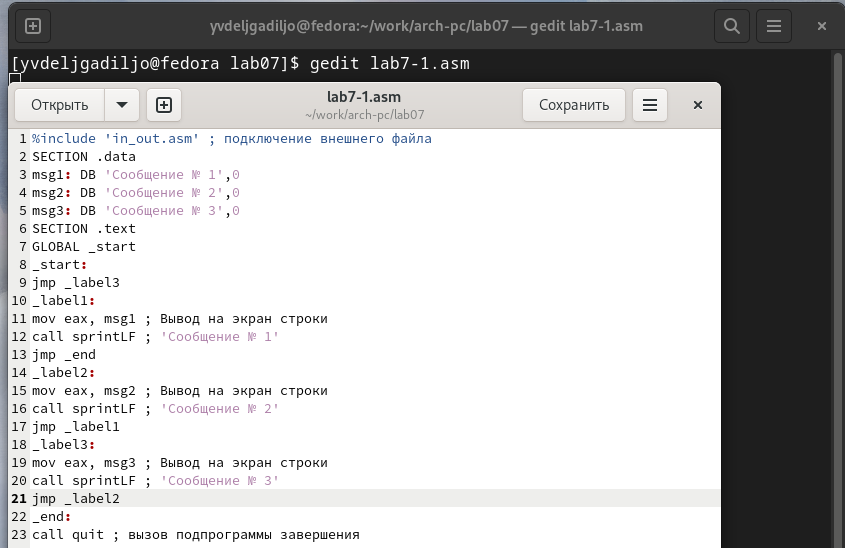 yvdeljgadiljo@fedora:~/work/arch-pc/lab07 — gedit lab7-1.asm
[yvdeljgadiljo@fedora lab07]$ gedit lab7-1.asm
Открыть lab7-1.asm Сохранить
~/work/arch-pc/lab07
1 %include 'in_out.asm' ; подключение внешнего файла
2 SECTION .data
3 msg1: DB 'Сообщение № 1',0
4 msg2: DB 'Сообщение № 2',0
5 msg3: DB 'Сообщение № 3',0
6 SECTION .text
7 GLOBAL _start
8 _start:
9 jmp _label3
10 _label1:
11 mov eax, msg1 ; Вывод на экран строки
12 call sprintLF ; 'Сообщение № 1'
13 jmp _end
14 _label2:
15 mov eax, msg2 ; Вывод на экран строки
16 call sprintLF ; 'Сообщение № 2'
17 jmp _label1
18 _label3:
19 mov eax, msg3 ; Вывод на экран строки
20 call sprintLF ; 'Сообщение № 3'
21 jmp _label2
22 _end:
23 call quit ; вызов подпрограммы завершения